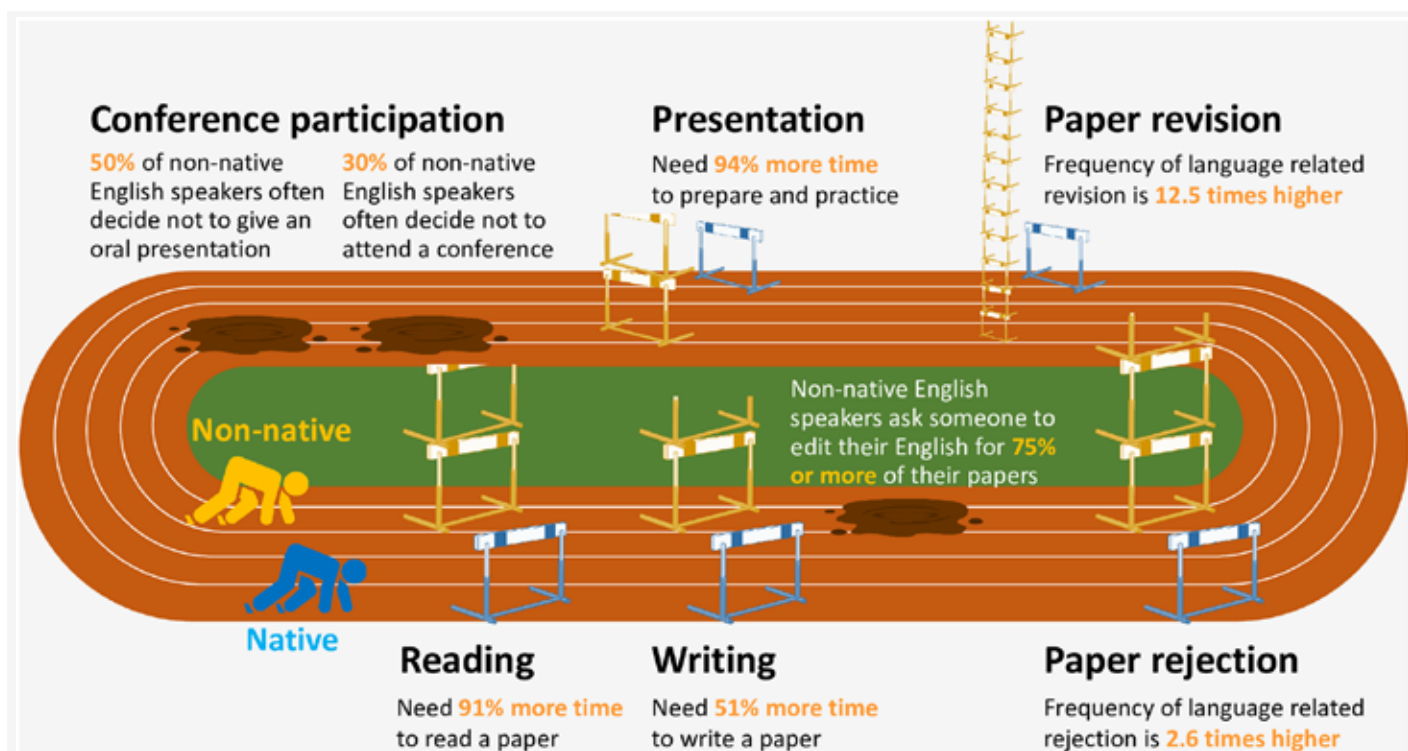 Conference participation
50% of non-native
English speakers often
decide not to give an
oral presentation
30% of non-native
English speakers
often decide not to
attend a conference
Presentation
Need 94% more time
to prepare and practice
Paper revision
Frequency of language related
revision is 12.5 times higher
Non-native English
speakers ask someone to
edit their English for 75%
or more of their papers
Non-native
Native
Reading
Need 91% more time
to read a paper
Writing
Need 51% more time
to write a paper
Paper rejection
Frequency of language related
rejection is 2.6 times higher